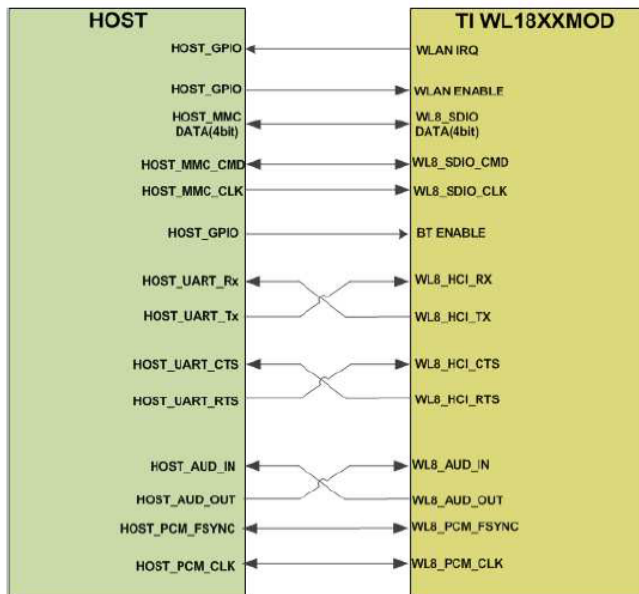 HOST TI WL18XXMOD
HOST_GPIO WLAN IRQ
HOST_GPIO WLAN ENABLE
HOST_MMC WL8_SDIO
DATA(4bit) DATA(4bit)
HOST_MMC_CMD WL8_SDIO_CMD
HOST_MMC_CLK WL8_SDIO_CLK
HOST_GPIO BT ENABLE
HOST_UART_Rx WL8_HCI_RX
HOST_UART_Tx WL8_HCI_TX
HOST_UART_CTS WL8_HCI_CTS
HOST_UART_RTS WL8_HCI_RTS
HOST_AUD_IN WL8_AUD_IN
HOST_AUD_OUT WL8_AUD_OUT
HOST_PCM_FSYNC WL8_PCM_FSYNC
HOST_PCM_CLK WL8_PCM_CLK